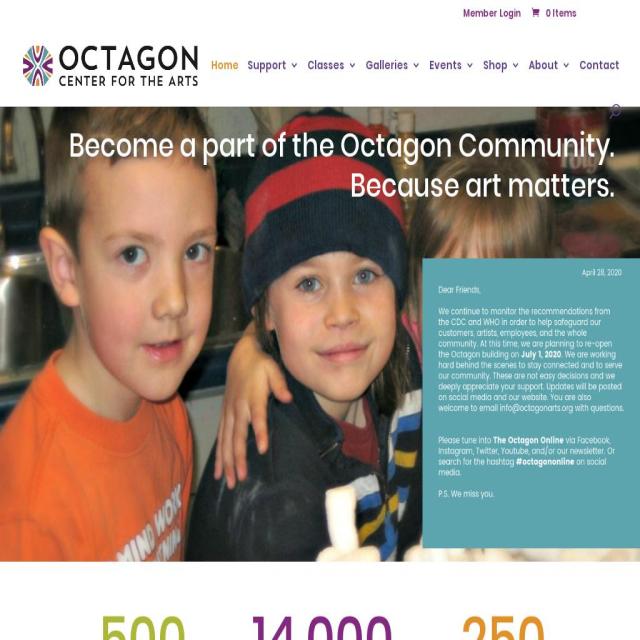 Member Login 0 Items
OCTAGON
CENTER FOR THE ARTS
Home Support Classes Galleries Events Shop About Contact
Become a part of the Octagon Community.
Because art matters.
April 28, 2020
Dear Friends,
We continue to monitor the recommendations from
the CDC and WHO in order to help safeguard our
customers, artists, employees, and the whole
community. At this time, we are planning to re-open
the Octagon building on July 1, 2020. We are working
hard behind the scenes to stay connected and to serve
our community. These are not easy decisions and we
deeply appreciate your support. Updates will be posted
on social media and our website. You are also
welcome to email info@octagonarts.org with questions.
Please tune into The Octagon Online via Facebook,
Instagram, Twitter, Youtube, and/or our newsletter. Or
search for the hashtag #octagononline on social
media.
P.S. We miss you.
MIND WORK
500 14,000 250